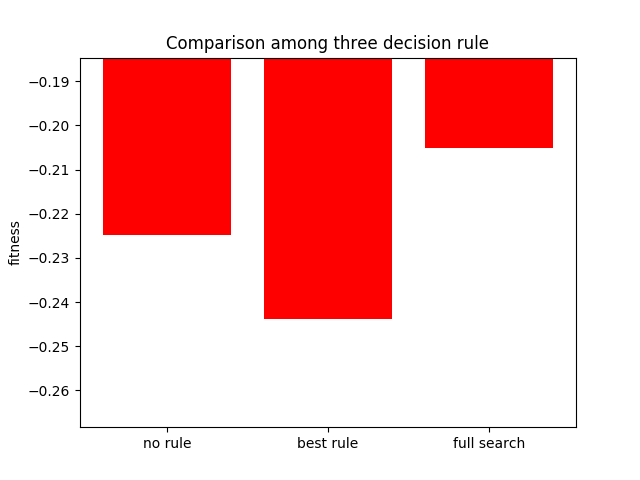 Comparison among three decision rule
fitness
−0.19
−0.20
−0.21
−0.22
−0.23
−0.24
−0.25
−0.26
no rule
best rule
full search